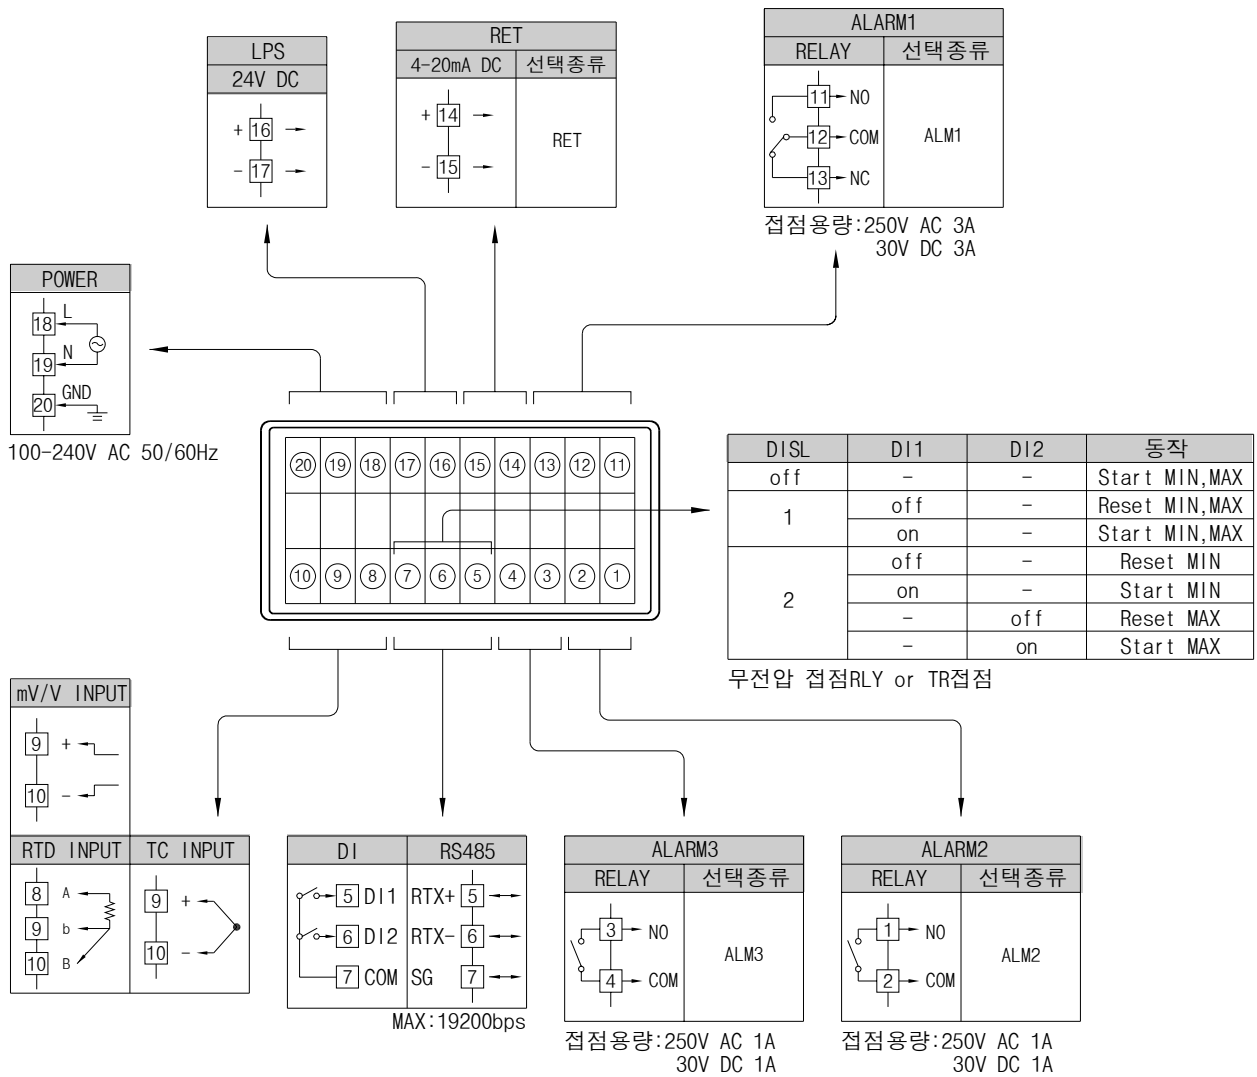 LPS
24V DC
+ 16
- 17
RET
4-20mA DC 선택종류
+ 14
- 15
RET
ALARM1
RELAY 선택종류
11 NO
12 COM
13 NC
ALM1
접점용량:250V AC 3A
30V DC 3A
POWER
18 L
19 N
20 GND
100-240V AC 50/60Hz
20 19 18 17 16 15 14 13 12 11
10 9 8 7 6 5 4 3 2 1
DISL DI1 DI2 동작
off - - Start MIN,MAX
1 off - Reset MIN,MAX
on - Start MIN,MAX
2 off - Reset MIN
on - Start MIN
- off Reset MAX
- on Start MAX
무전압 접점RLY or TR접점
mV/V INPUT
9 +
10 -
RTD INPUT
8 A
9 b
10 B
TC INPUT
9 +
10 -
DI
5 DI1
6 DI2
7 COM
RS485
RTX+ 5
RTX- 6
SG 7
MAX:19200bps
ALARM3
RELAY 선택종류
3 NO
4 COM
ALM3
접점용량:250V AC 1A
30V DC 1A
ALARM2
RELAY 선택종류
1 NO
2 COM
ALM2
접점용량:250V AC 1A
30V DC 1A